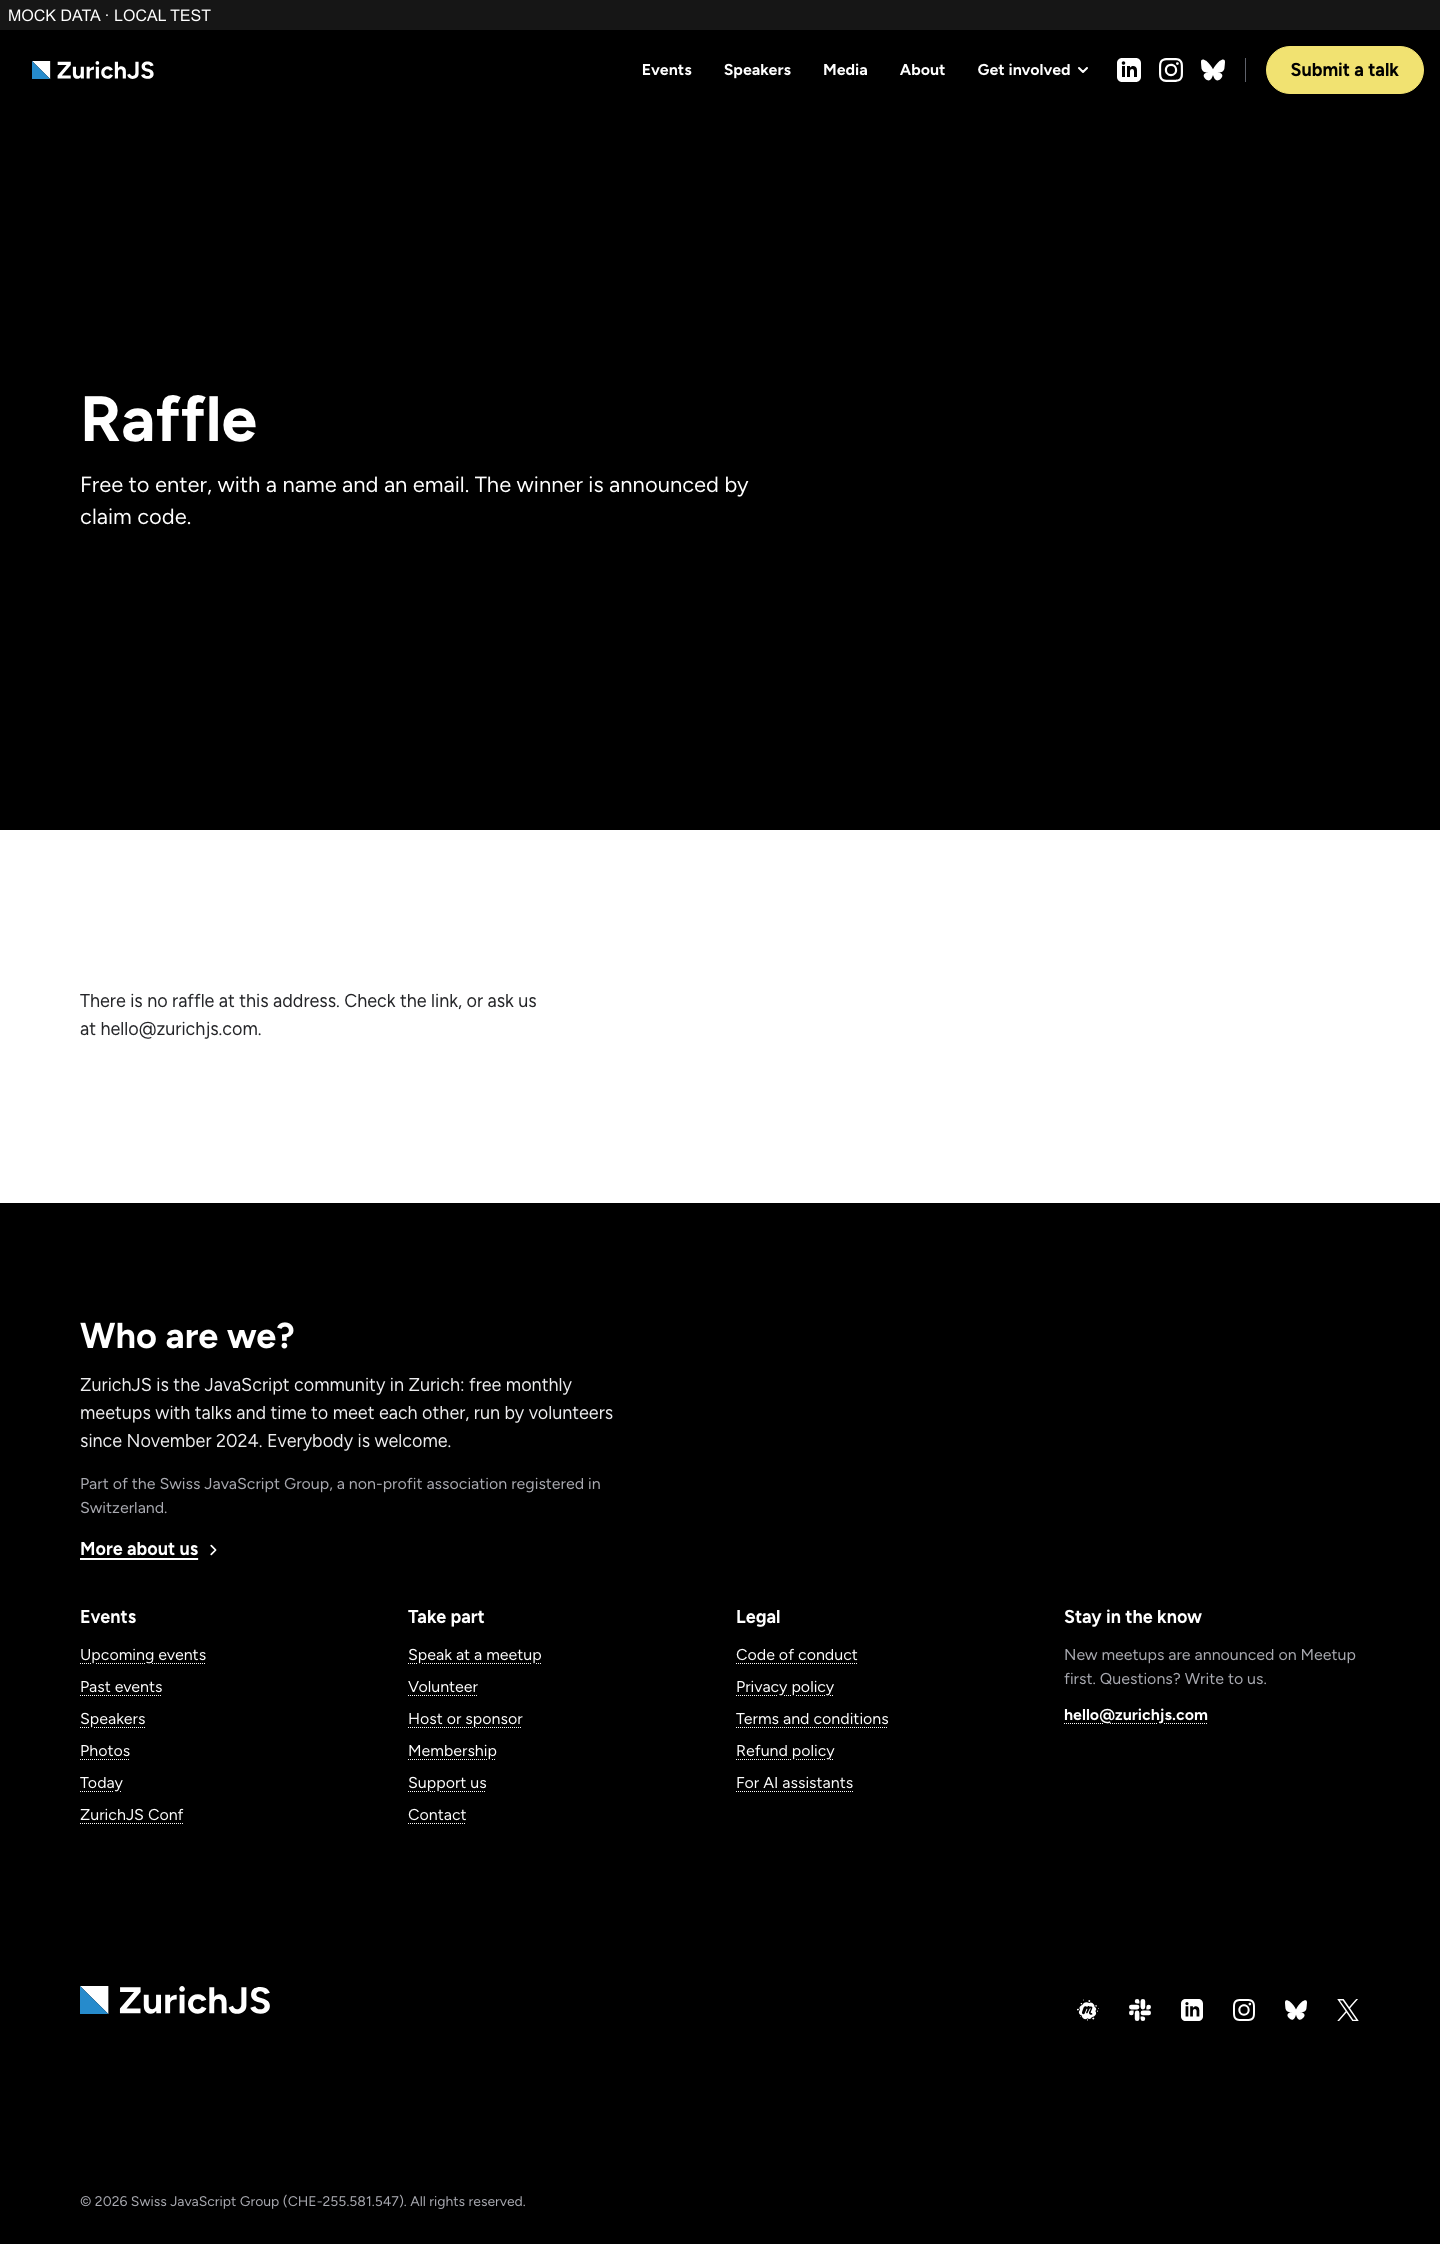 MOCK DATA · LOCAL TEST
ZurichJS
Events
Speakers
Media
About
Get involved
Submit a talk
Raffle
Free to enter, with a name and an email. The winner is announced by
claim code.
There is no raffle at this address. Check the link, or ask us
at hello@zurichjs.com.
Who are we?
ZurichJS is the JavaScript community in Zurich: free monthly
meetups with talks and time to meet each other, run by volunteers
since November 2024. Everybody is welcome.
Part of the Swiss JavaScript Group, a non-profit association registered in
Switzerland.
More about us
Events
Upcoming events
Past events
Speakers
Photos
Today
ZurichJS Conf
Take part
Speak at a meetup
Volunteer
Host or sponsor
Membership
Support us
Contact
Legal
Code of conduct
Privacy policy
Terms and conditions
Refund policy
For AI assistants
Stay in the know
New meetups are announced on Meetup
first. Questions? Write to us.
hello@zurichjs.com
ZurichJS
© 2026 Swiss JavaScript Group (CHE-255.581.547). All rights reserved.